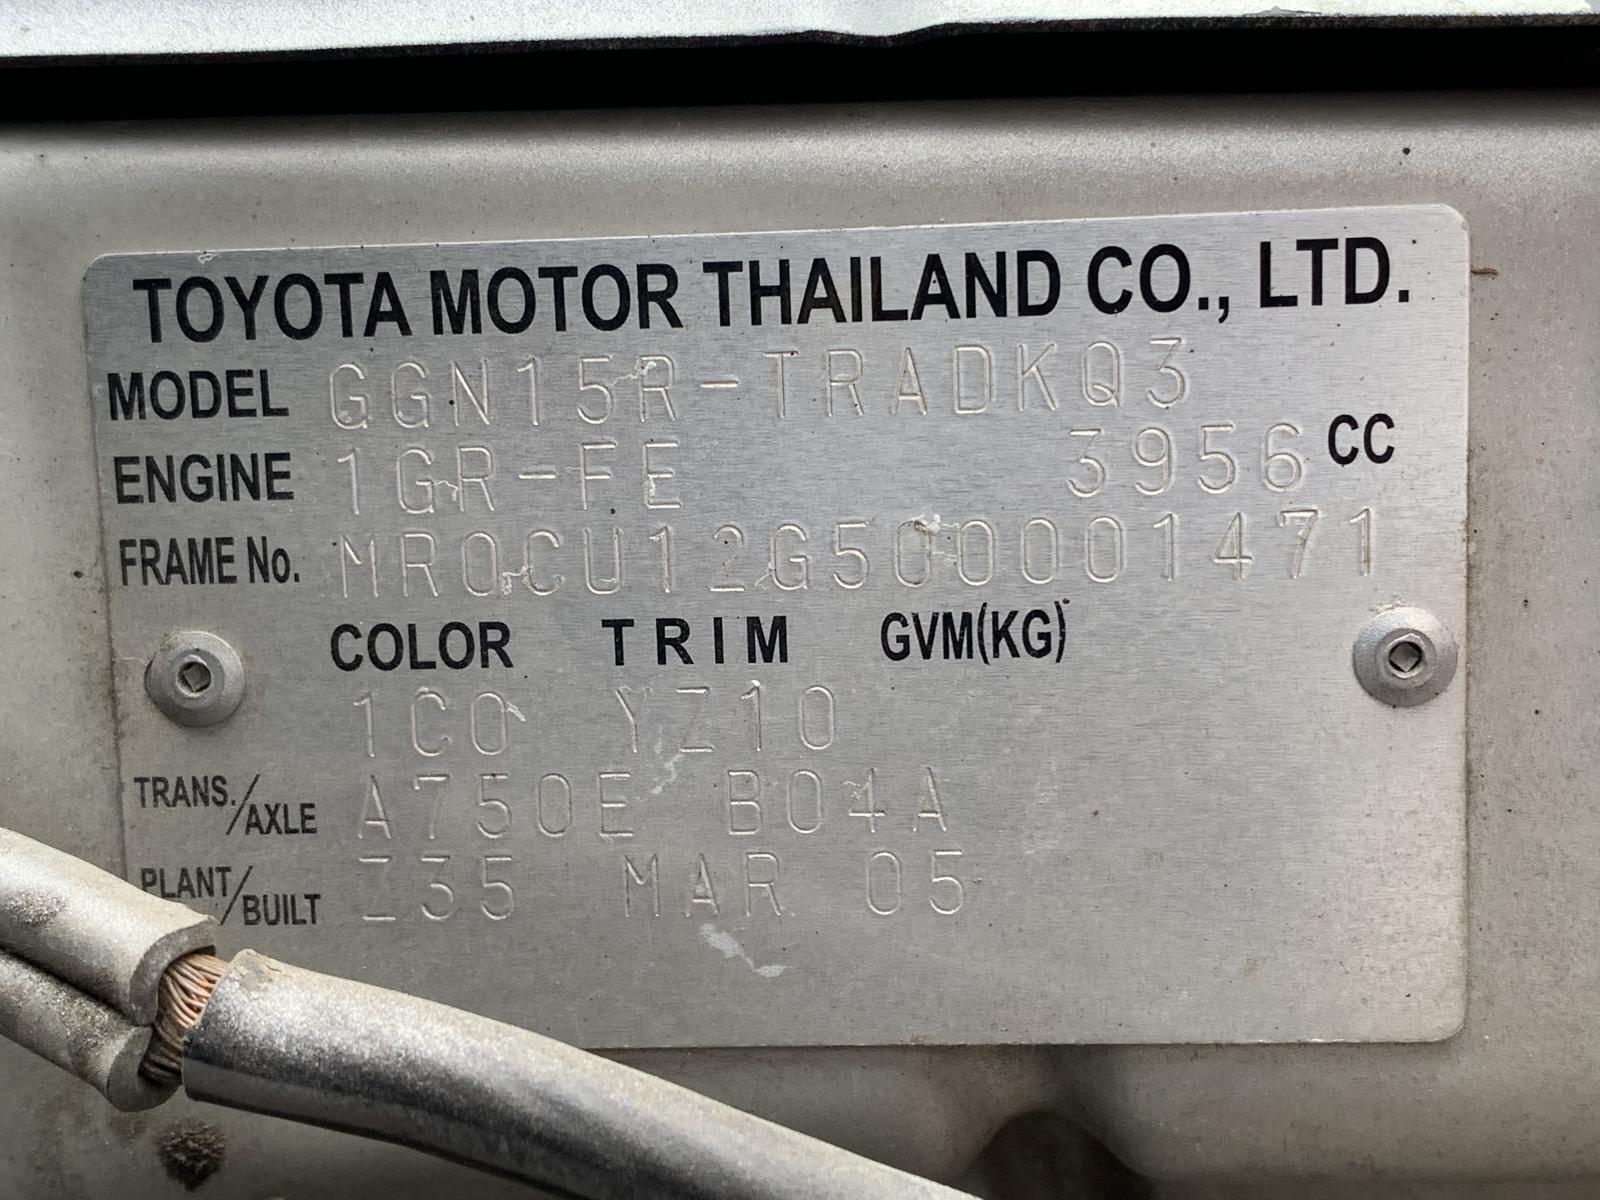 TOYOTA MOTOR THAILAND CO., LTD.
MODEL GGN15R-TRADKQ3
ENGINE 1GR-FE 3956 CC
FRAME No. MR0CU12G500001471
COLOR TRIM GVM(KG)
1C0 YZ10
TRANS./AXLE A750E B04A
PLANT/BUILT Z35 MAR 05